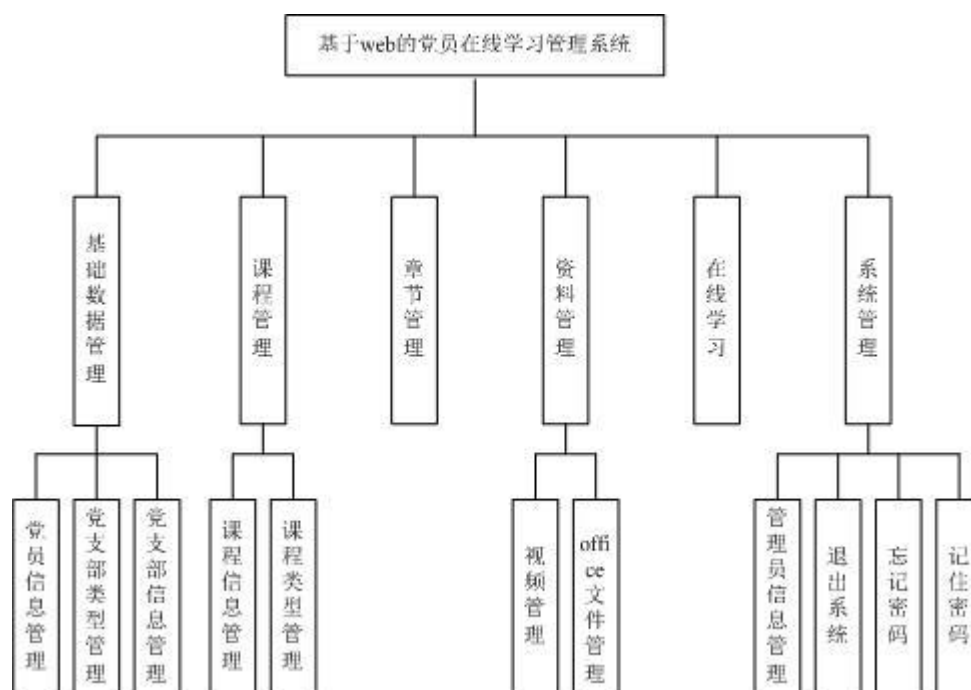 基于web的党员在线学习管理系统
基础数据管理
课程管理
章节管理
资料管理
在线学习
系统管理
党员信息管理
党支部类型管理
党支部信息管理
课程信息管理
课程类型管理
视频管理
office文件管理
管理员信息管理
退出系统
忘记密码
记住密码